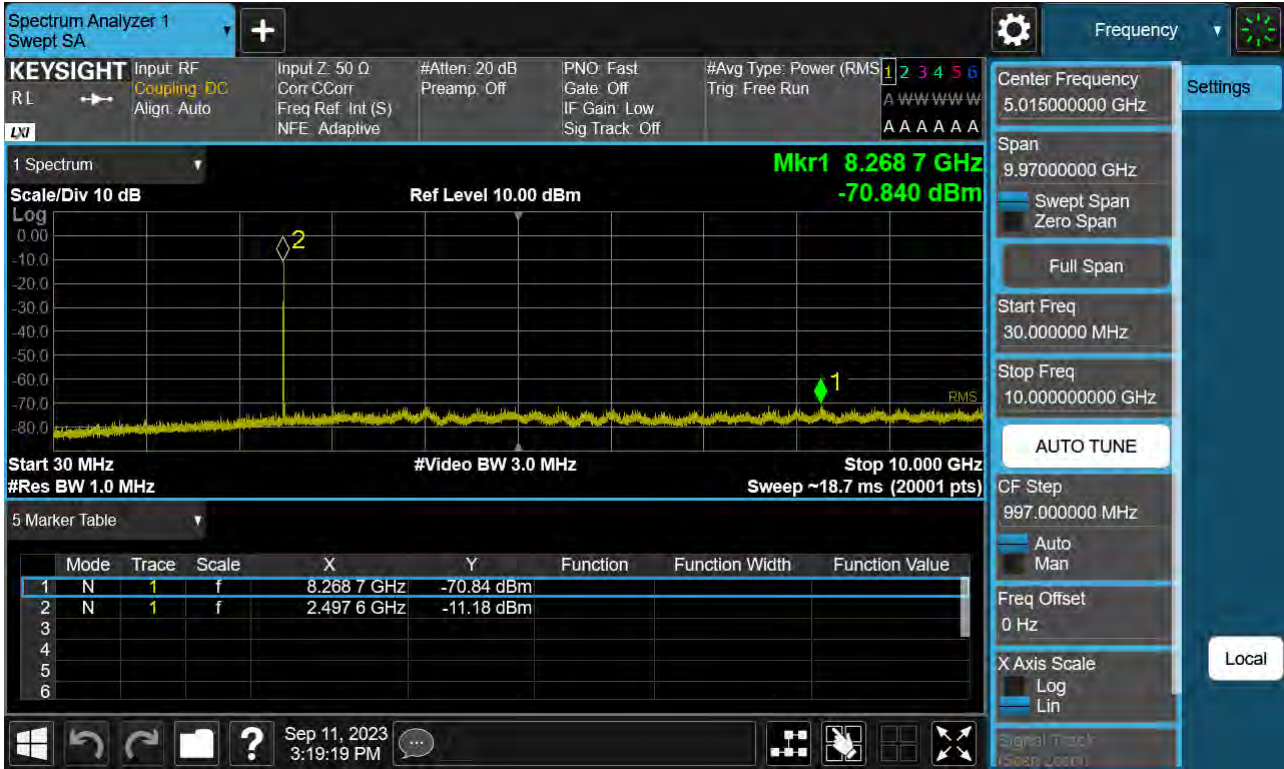 Spectrum Analyzer 1
Swept SA
+
Frequency
KEYSIGHT
R L
LXI
Input: RF
Coupling: DC
Align: Auto
Input Z: 50 Ω
Corr CCorr
Freq Ref: Int (S)
NFE: Adaptive
#Atten: 20 dB
Preamp: Off
PNO: Fast
Gate: Off
IF Gain: Low
Sig Track: Off
#Avg Type: Power (RMS
Trig: Free Run
1 2 3 4 5 6
A W W W W W
A A A A A A
1 Spectrum
Mkr1 8.268 7 GHz
Scale/Div 10 dB
Ref Level 10.00 dBm
-70.840 dBm
Log
0.00
-10.0
-20.0
-30.0
-40.0
-50.0
-60.0
-70.0
-80.0
2
1
RMS
Start 30 MHz
#Video BW 3.0 MHz
Stop 10.000 GHz
#Res BW 1.0 MHz
Sweep ~18.7 ms (20001 pts)
5 Marker Table
Mode Trace Scale X Y Function Function Width Function Value
1 N 1 f 8.268 7 GHz -70.84 dBm
2 N 1 f 2.497 6 GHz -11.18 dBm
3
4
5
6
Center Frequency
5.015000000 GHz
Span
9.97000000 GHz
Swept Span
Zero Span
Full Span
Start Freq
30.000000 MHz
Stop Freq
10.000000000 GHz
AUTO TUNE
CF Step
997.000000 MHz
Auto
Man
Freq Offset
0 Hz
X Axis Scale
Log
Lin
Signal Track
(Span Zoom)
Settings
Local
?
Sep 11, 2023
3:19:19 PM